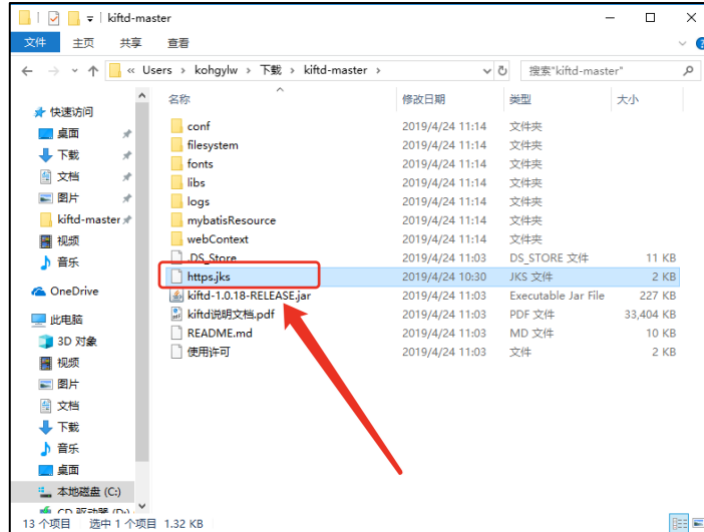 kiftd-master
文件 主页 共享 查看
« Users > kohgylw > 下载 > kiftd-master > 搜索"kiftd-master"
名称 修改日期 类型 大小
快速访问
桌面
下载
文档
图片
kiftd-master
视频
音乐
OneDrive
此电脑
3D 对象
视频
图片
文档
下载
音乐
桌面
本地磁盘 (C:)
CD 驱动器 (D:)
conf 2019/4/24 11:14 文件夹
filesystem 2019/4/24 11:14 文件夹
fonts 2019/4/24 11:14 文件夹
libs 2019/4/24 11:14 文件夹
logs 2019/4/24 11:14 文件夹
mybatisResource 2019/4/24 11:14 文件夹
webContext 2019/4/24 11:14 文件夹
.DS_Store 2019/4/24 11:03 DS_STORE 文件 11 KB
https.jks 2019/4/24 10:30 JKS 文件 2 KB
kiftd-1.0.18-RELEASE.jar 2019/4/24 11:03 Executable Jar File 227 KB
kiftd说明文档.pdf 2019/4/24 11:03 PDF 文件 33,404 KB
README.md 2019/4/24 11:03 MD 文件 10 KB
使用许可 2019/4/24 11:03 文件 2 KB
13 个项目 选中 1 个项目 1.32 KB